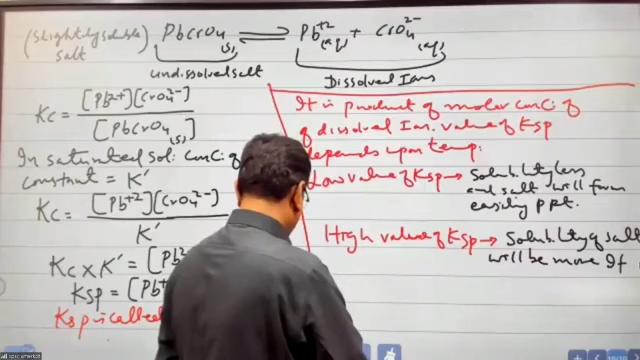 (slightly soluble PbCrO4(s) ⇌ Pb+2(aq) + CrO4 2-(aq)
salt)
undissolved salt Dissolved Ions
Kc = [Pb2+][CrO4 2-] / [PbCrO4(s)]
In saturated sol: conc: of
constant = K'
Kc = [Pb+2][CrO4 2-] / K'
Kc x K' = [Pb2
Ksp = [Pb+
Ksp is called
It is product of molar conc: of
of dissolved Ion. value of Ksp
depends upon temp:
Low value of Ksp → Solubility less
and salt will form
easily ppt.
High value of Ksp → Solubility of salt
will be more If